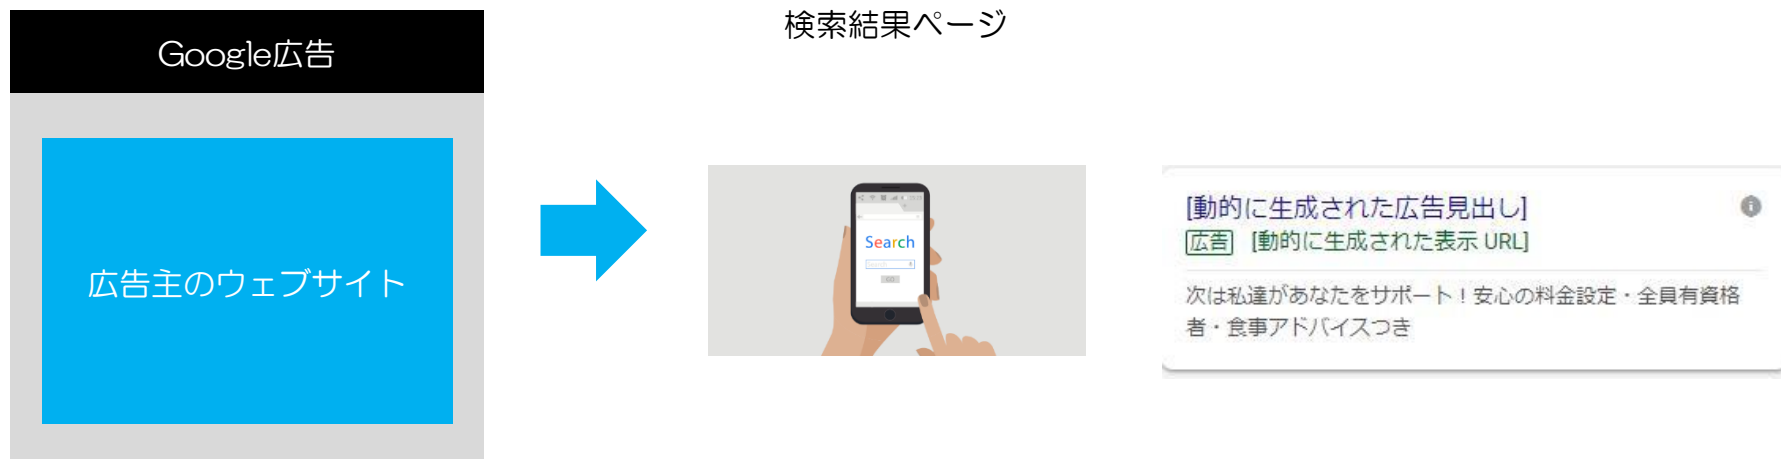 Google広告
広告主のウェブサイト
検索結果ページ
Search
GO
[動的に生成された広告見出し]
広告 [動的に生成された表示 URL]
次は私達があなたをサポート！安心の料金設定・全員有資格
者・食事アドバイスつき